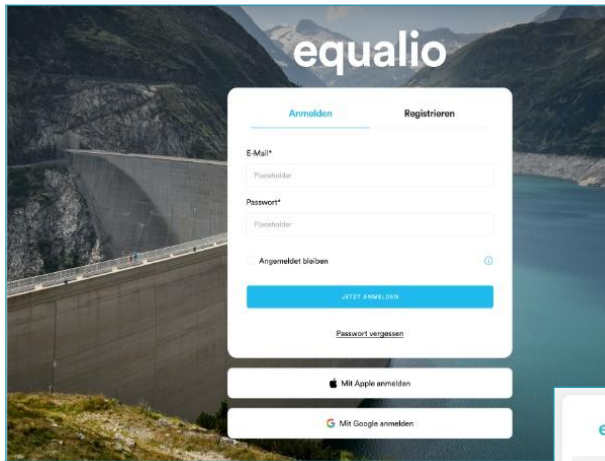 equalio
Anmelden Registrieren
E-Mail*
Placeholder
Passwort*
Placeholder
Angemeldet bleiben
JETZT ANMELDEN
Passwort vergessen
Mit Apple anmelden
Mit Google anmelden